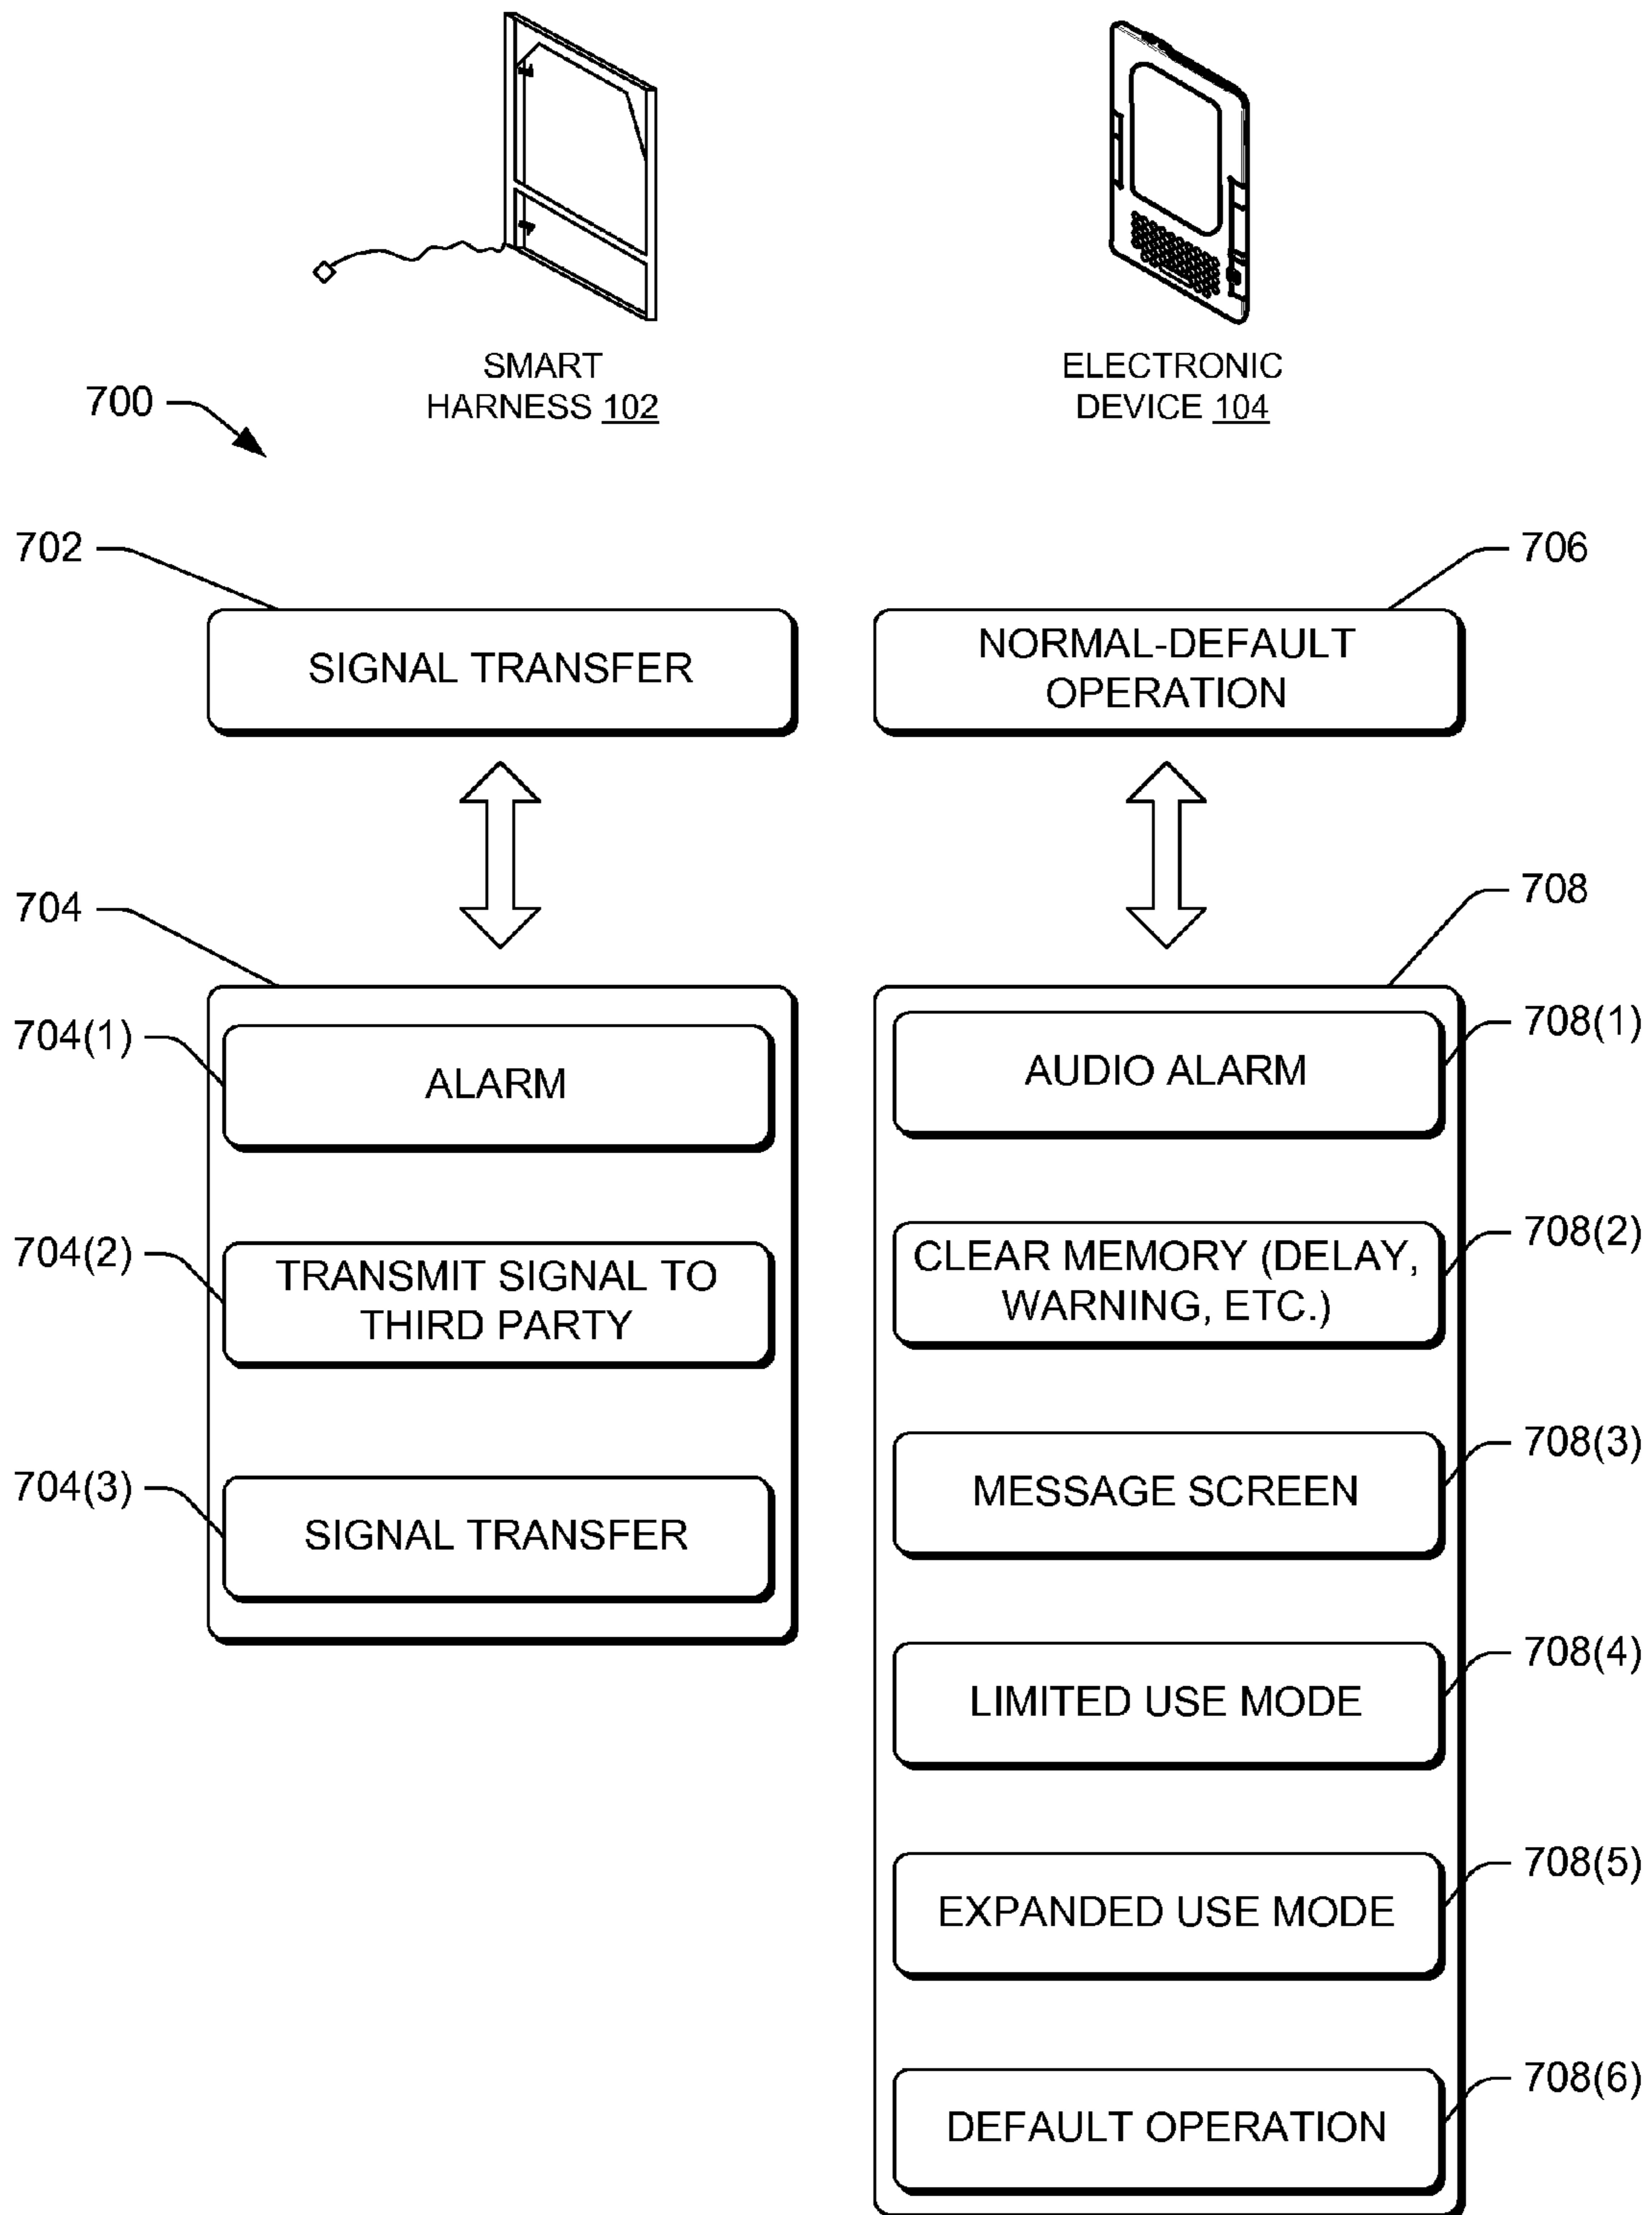 SMART
HARNESS 102
ELECTRONIC
DEVICE 104
700
702
SIGNAL TRANSFER
706
NORMAL-DEFAULT
OPERATION
704
704(1)
ALARM
704(2)
TRANSMIT SIGNAL TO
THIRD PARTY
704(3)
SIGNAL TRANSFER
708
708(1)
AUDIO ALARM
708(2)
CLEAR MEMORY (DELAY,
WARNING, ETC.)
708(3)
MESSAGE SCREEN
708(4)
LIMITED USE MODE
708(5)
EXPANDED USE MODE
708(6)
DEFAULT OPERATION